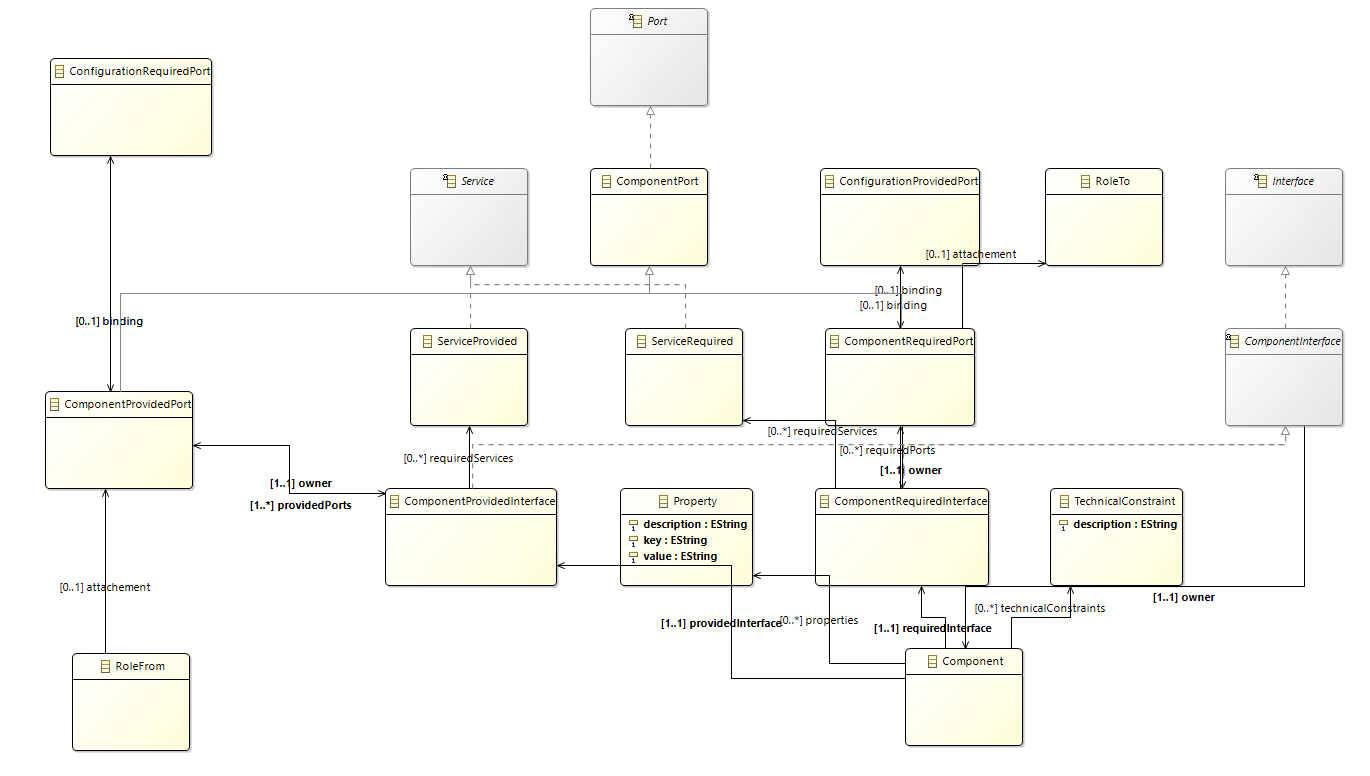 Port
ConfigurationRequiredPort
Service
ComponentPort
ConfigurationProvidedPort
RoleTo
Interface
[0..1] attachement
[0..1] binding
[0..1] binding
[0..1] binding
ServiceProvided
ServiceRequired
ComponentRequiredPort
ComponentInterface
ComponentProvidedPort
[0..*] requiredServices
[0..*] requiredPorts
[0..*] requiredServices
[1..1] owner
[1..1] owner
[1..*] providedPorts
ComponentProvidedInterface
Property
description : EString
key : EString
value : EString
ComponentRequiredInterface
TechnicalConstraint
description : EString
[0..1] attachement
[1..1] owner
[0..*] technicalConstraints
[1..1] providedInterface
[0..*] properties
[1..1] requiredInterface
RoleFrom
Component